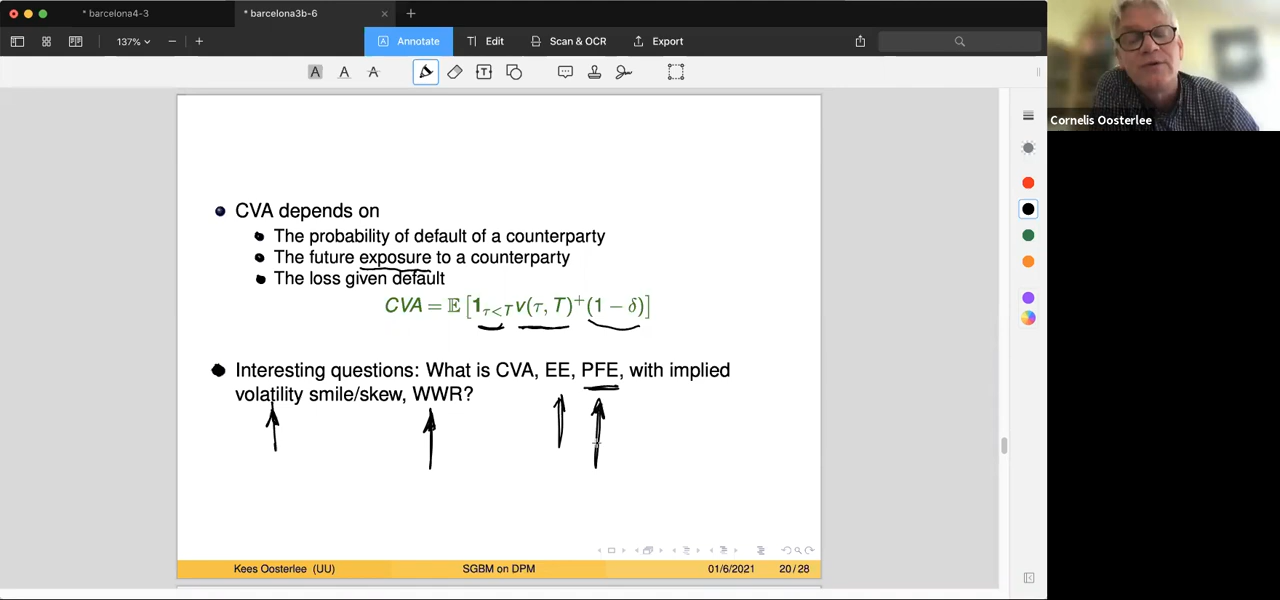 * barcelona4-3
* barcelona3b-6
137%
Annotate
Edit
Scan & OCR
Export
Cornelis Oosterlee
CVA depends on
The probability of default of a counterparty
The future exposure to a counterparty
The loss given default
CVA = 𝔼 [𝟏τ<T v(τ, T)⁺(1 − δ)]
Interesting questions: What is CVA, EE, PFE, with implied
volatility smile/skew, WWR?
Kees Oosterlee (UU)
SGBM on DPM
01/6/2021
20 / 28